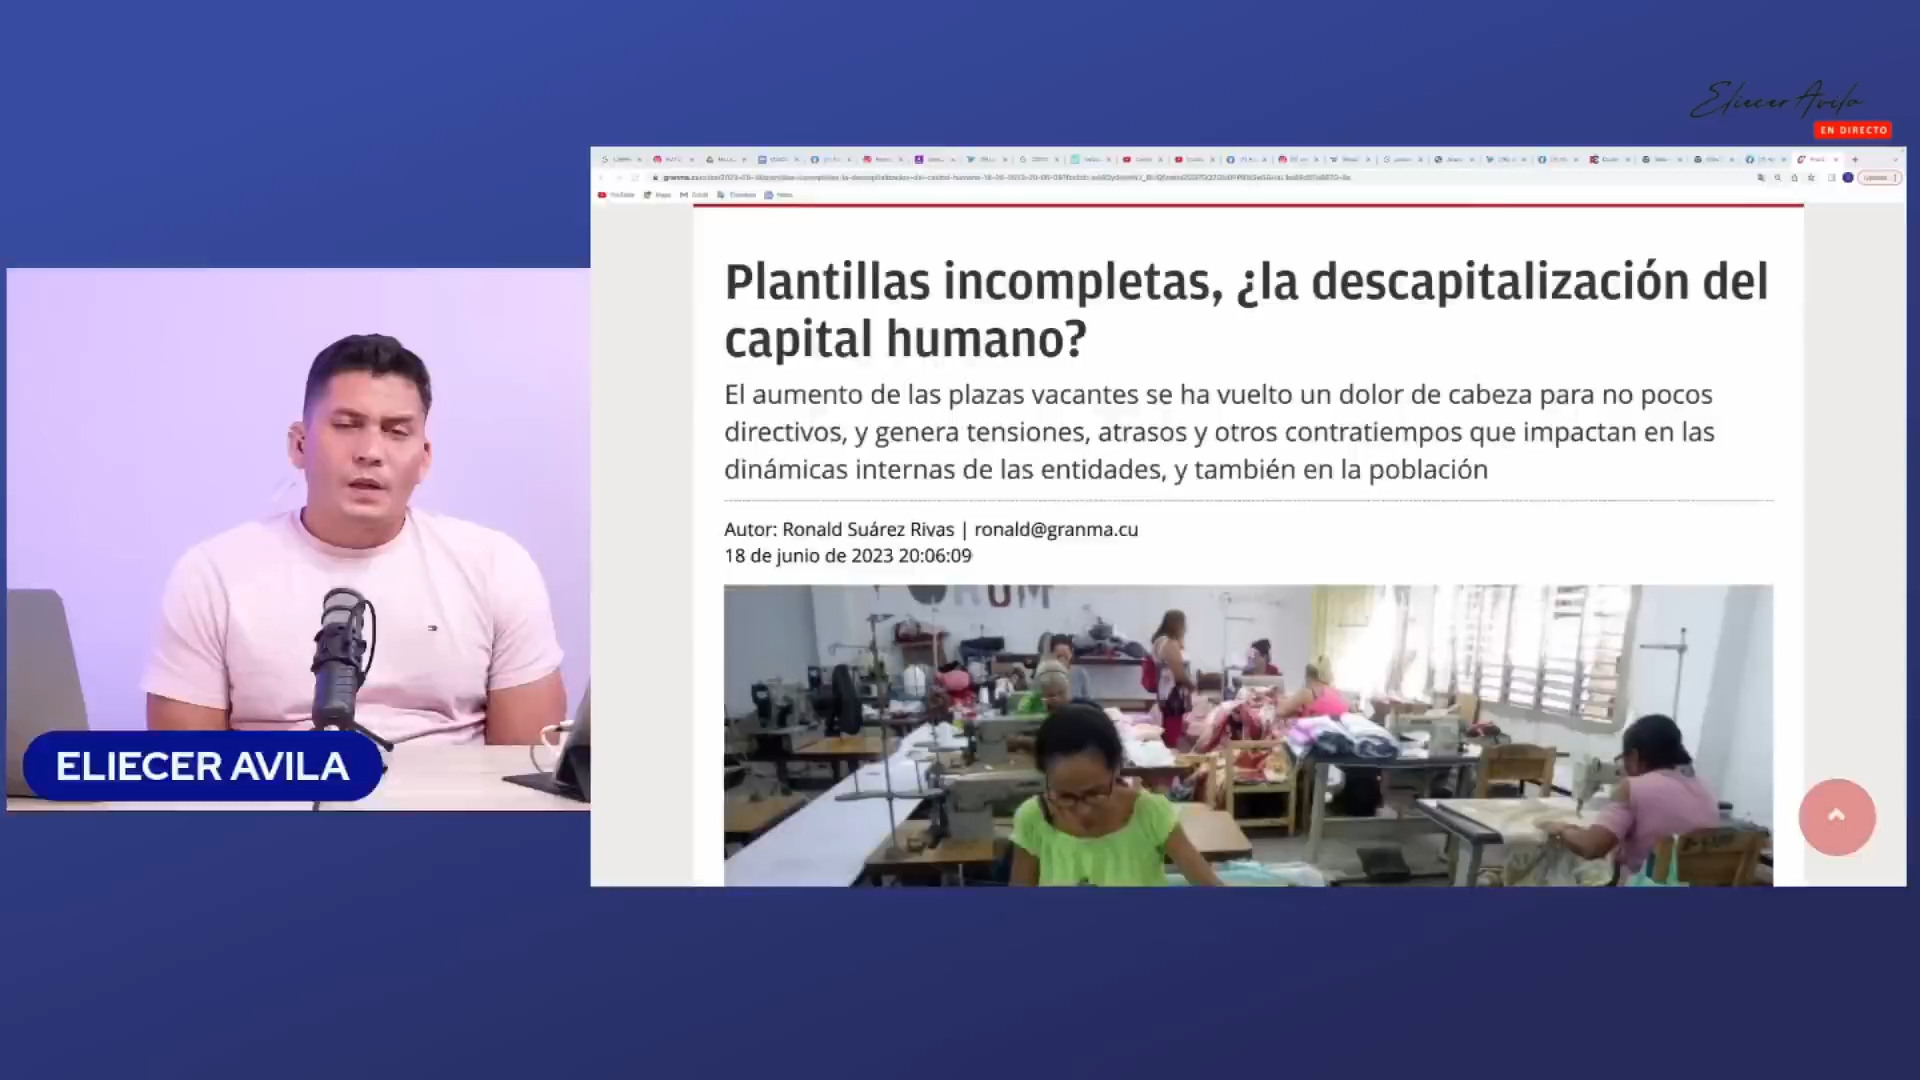 Eliecer Avila
EN DIRECTO
Plantillas incompletas, ¿la descapitalización del
capital humano?
El aumento de las plazas vacantes se ha vuelto un dolor de cabeza para no pocos
directivos, y genera tensiones, atrasos y otros contratiempos que impactan en las
dinámicas internas de las entidades, y también en la población
Autor: Ronald Suárez Rivas | ronald@granma.cu
18 de junio de 2023 20:06:09
ELIECER AVILA